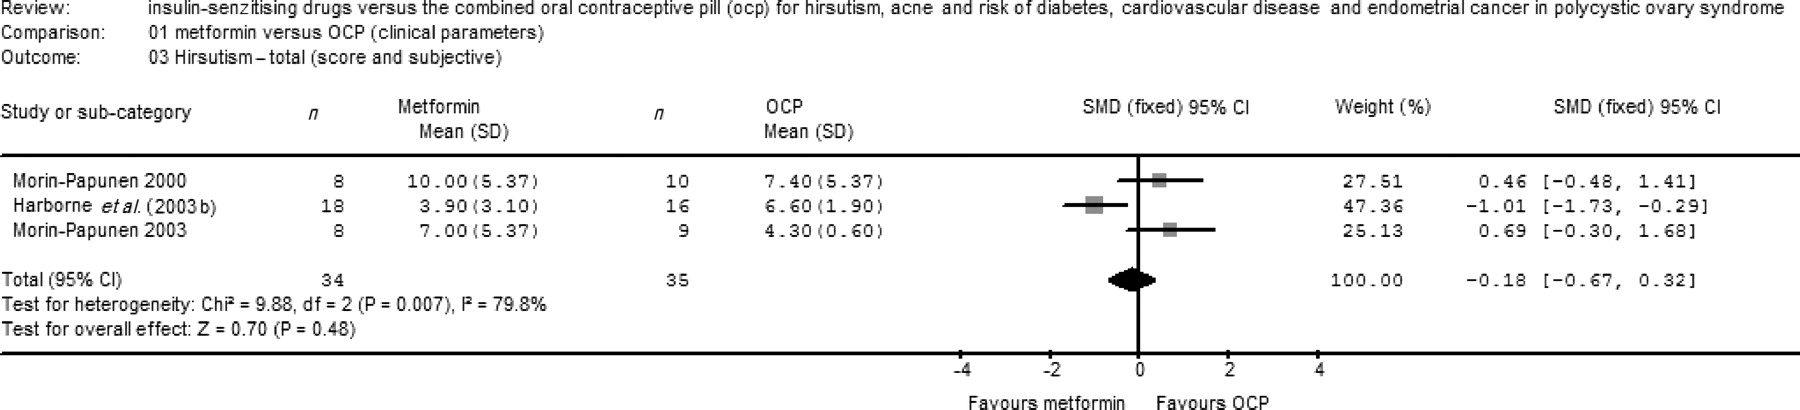 Review: insulin-senzitising drugs versus the combined oral contraceptive pill (ocp) for hirsutism, acne and risk of diabetes, cardiovascular disease and endometrial cancer in polycystic ovary syndrome
Comparison: 01 metformin versus OCP (clinical parameters)
Outcome: 03 Hirsutism – total (score and subjective)
Study or sub-category n Metformin Mean (SD) n OCP Mean (SD) SMD (fixed) 95% CI Weight (%) SMD (fixed) 95% CI
Morin-Papunen 2000 8 10.00 (5.37) 10 7.40 (5.37) 27.51 0.46 [-0.48, 1.41]
Harborne et al. (2003b) 18 3.90 (3.10) 16 6.60 (1.90) 47.36 -1.01 [-1.73, -0.29]
Morin-Papunen 2003 8 7.00 (5.37) 9 4.30 (0.60) 25.13 0.69 [-0.30, 1.68]
Total (95% CI) 34 35 100.00 -0.18 [-0.67, 0.32]
Test for heterogeneity: Chi² = 9.88, df = 2 (P = 0.007), I² = 79.8%
Test for overall effect: Z = 0.70 (P = 0.48)
-4 -2 0 2 4
Favours metformin Favours OCP